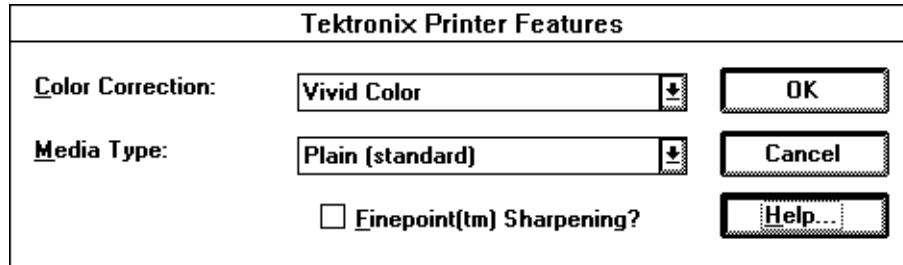 Tektronix Printer Features
Color Correction:
Vivid Color
OK
Media Type:
Plain (standard)
Cancel
Finepoint(tm) Sharpening?
Help...